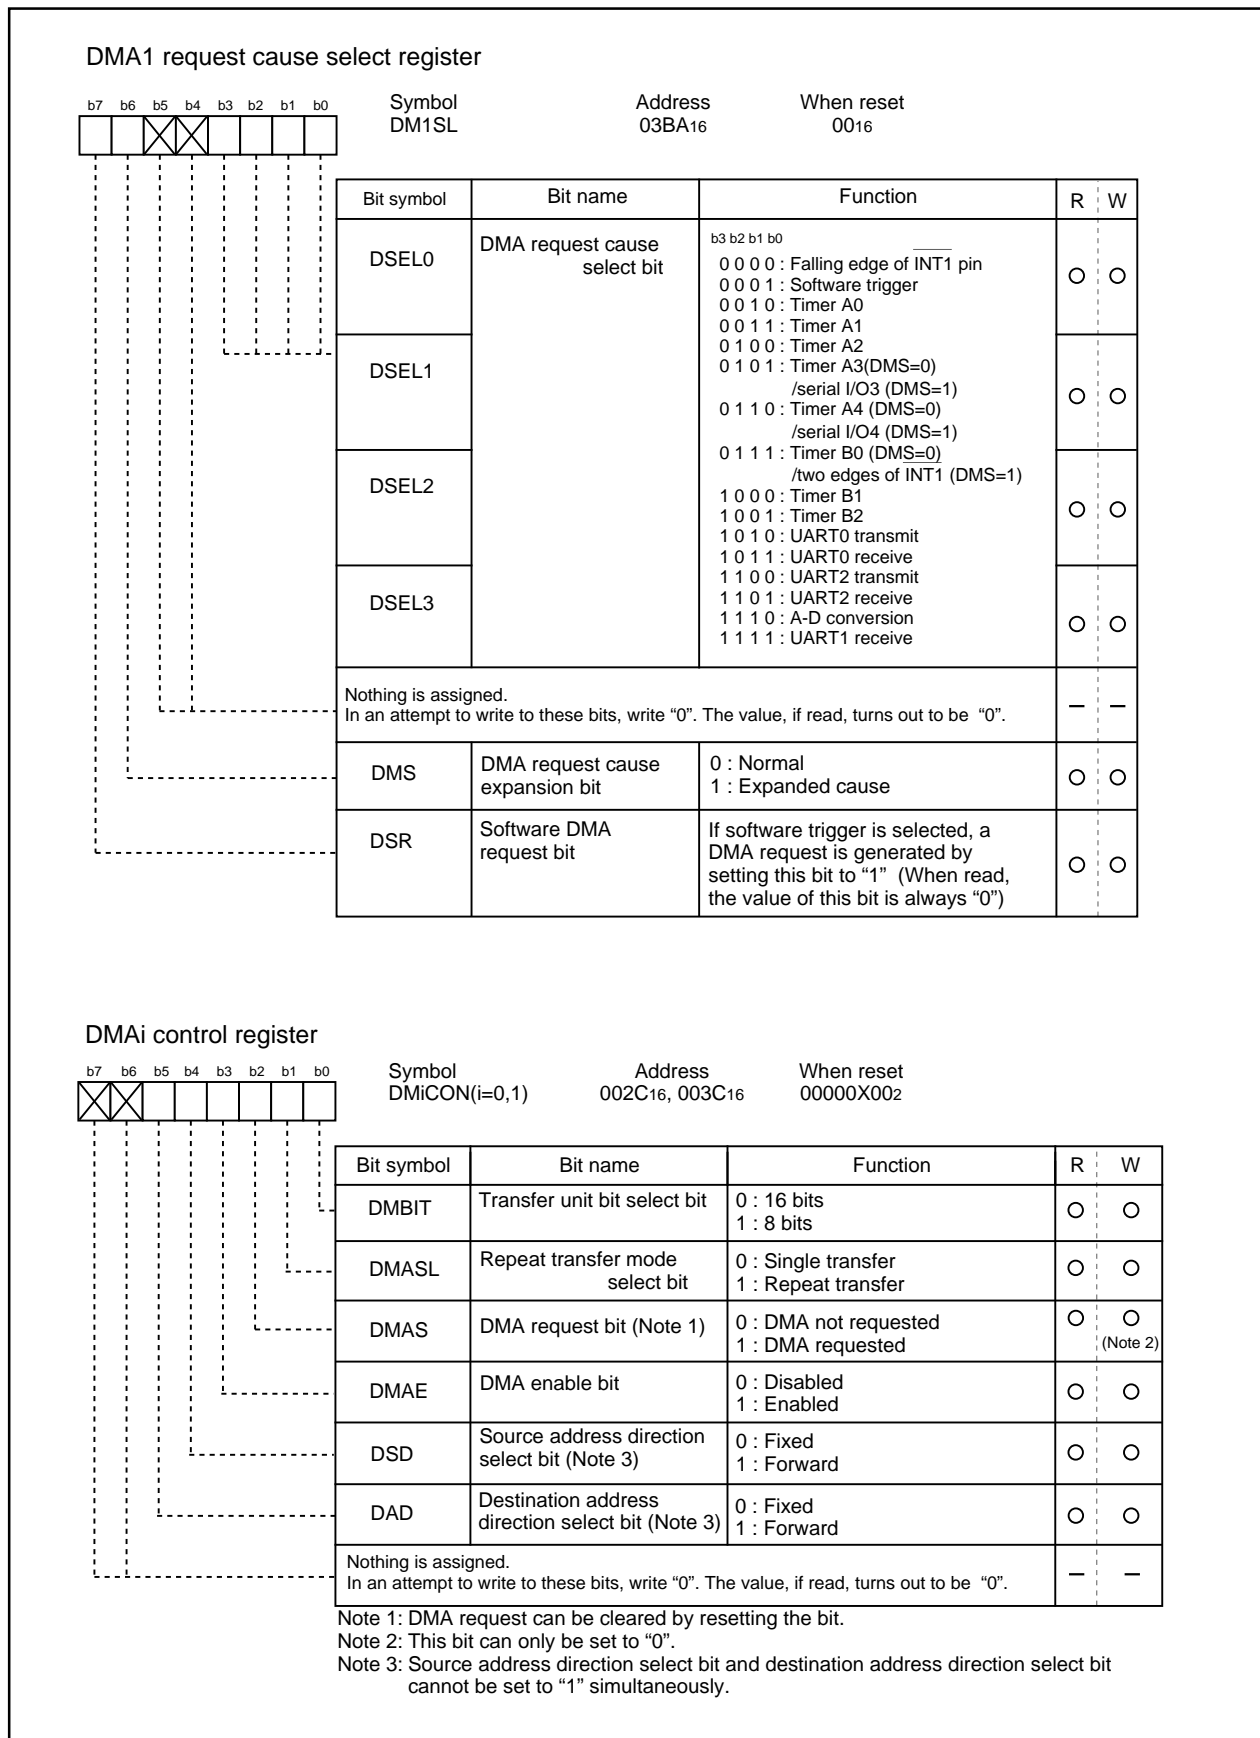 DMA1 request cause select register
b7 b6 b5 b4 b3 b2 b1 b0
Symbol Address When reset
DM1SL 03BA16 0016
Bit symbol Bit name Function R W
DSEL0 DMA request cause
select bit
b3 b2 b1 b0
0 0 0 0 : Falling edge of INT1 pin
0 0 0 1 : Software trigger
0 0 1 0 : Timer A0
0 0 1 1 : Timer A1
0 1 0 0 : Timer A2
DSEL1
0 1 0 1 : Timer A3(DMS=0)
/serial I/O3 (DMS=1)
0 1 1 0 : Timer A4 (DMS=0)
/serial I/O4 (DMS=1)
0 1 1 1 : Timer B0 (DMS=0)
/two edges of INT1 (DMS=1)
DSEL2
1 0 0 0 : Timer B1
1 0 0 1 : Timer B2
1 0 1 0 : UART0 transmit
1 0 1 1 : UART0 receive
1 1 0 0 : UART2 transmit
DSEL3
1 1 0 1 : UART2 receive
1 1 1 0 : A-D conversion
1 1 1 1 : UART1 receive
Nothing is assigned.
In an attempt to write to these bits, write “0”. The value, if read, turns out to be “0”. – –
DMS DMA request cause
expansion bit
0 : Normal
1 : Expanded cause
DSR Software DMA
request bit
If software trigger is selected, a
DMA request is generated by
setting this bit to “1” (When read,
the value of this bit is always “0”)
DMAi control register
b7 b6 b5 b4 b3 b2 b1 b0
Symbol Address When reset
DMiCON(i=0,1) 002C16, 003C16 00000X002
Bit symbol Bit name Function R W
DMBIT Transfer unit bit select bit
0 : 16 bits
1 : 8 bits
DMASL Repeat transfer mode
select bit
0 : Single transfer
1 : Repeat transfer
DMAS DMA request bit (Note 1)
0 : DMA not requested
1 : DMA requested
(Note 2)
DMAE DMA enable bit
0 : Disabled
1 : Enabled
DSD Source address direction
select bit (Note 3)
0 : Fixed
1 : Forward
DAD Destination address
direction select bit (Note 3)
0 : Fixed
1 : Forward
Nothing is assigned.
In an attempt to write to these bits, write “0”. The value, if read, turns out to be “0”. – –
Note 1: DMA request can be cleared by resetting the bit.
Note 2: This bit can only be set to “0”.
Note 3: Source address direction select bit and destination address direction select bit
cannot be set to “1” simultaneously.